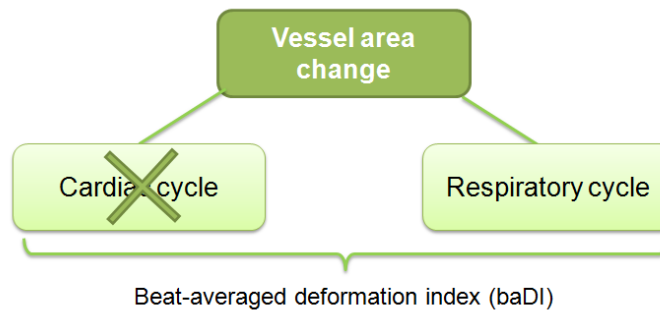 Vessel area
change
Cardiac cycle
Respiratory cycle
Beat-averaged deformation index (baDI)